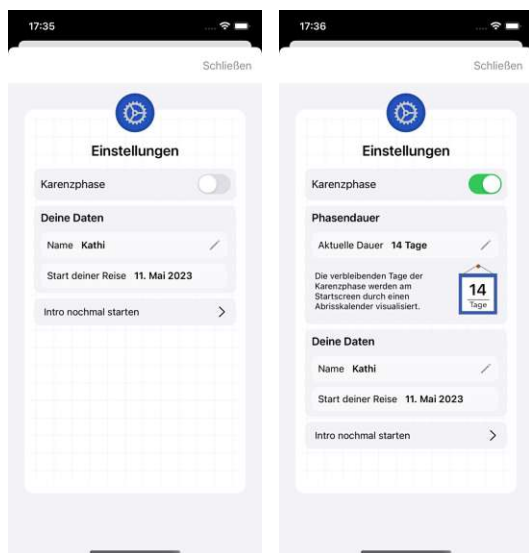 17:35
Schließen
Einstellungen
Karenzphase
Deine Daten
Name Kathi
Start deiner Reise 11. Mai 2023
Intro nochmal starten
17:36
Schließen
Einstellungen
Karenzphase
Phasendauer
Aktuelle Dauer 14 Tage
Die verbleibenden Tage der
Karenzphase werden am
Startscreen durch einen
Abrisskalender visualisiert.
14
Tage
Deine Daten
Name Kathi
Start deiner Reise 11. Mai 2023
Intro nochmal starten